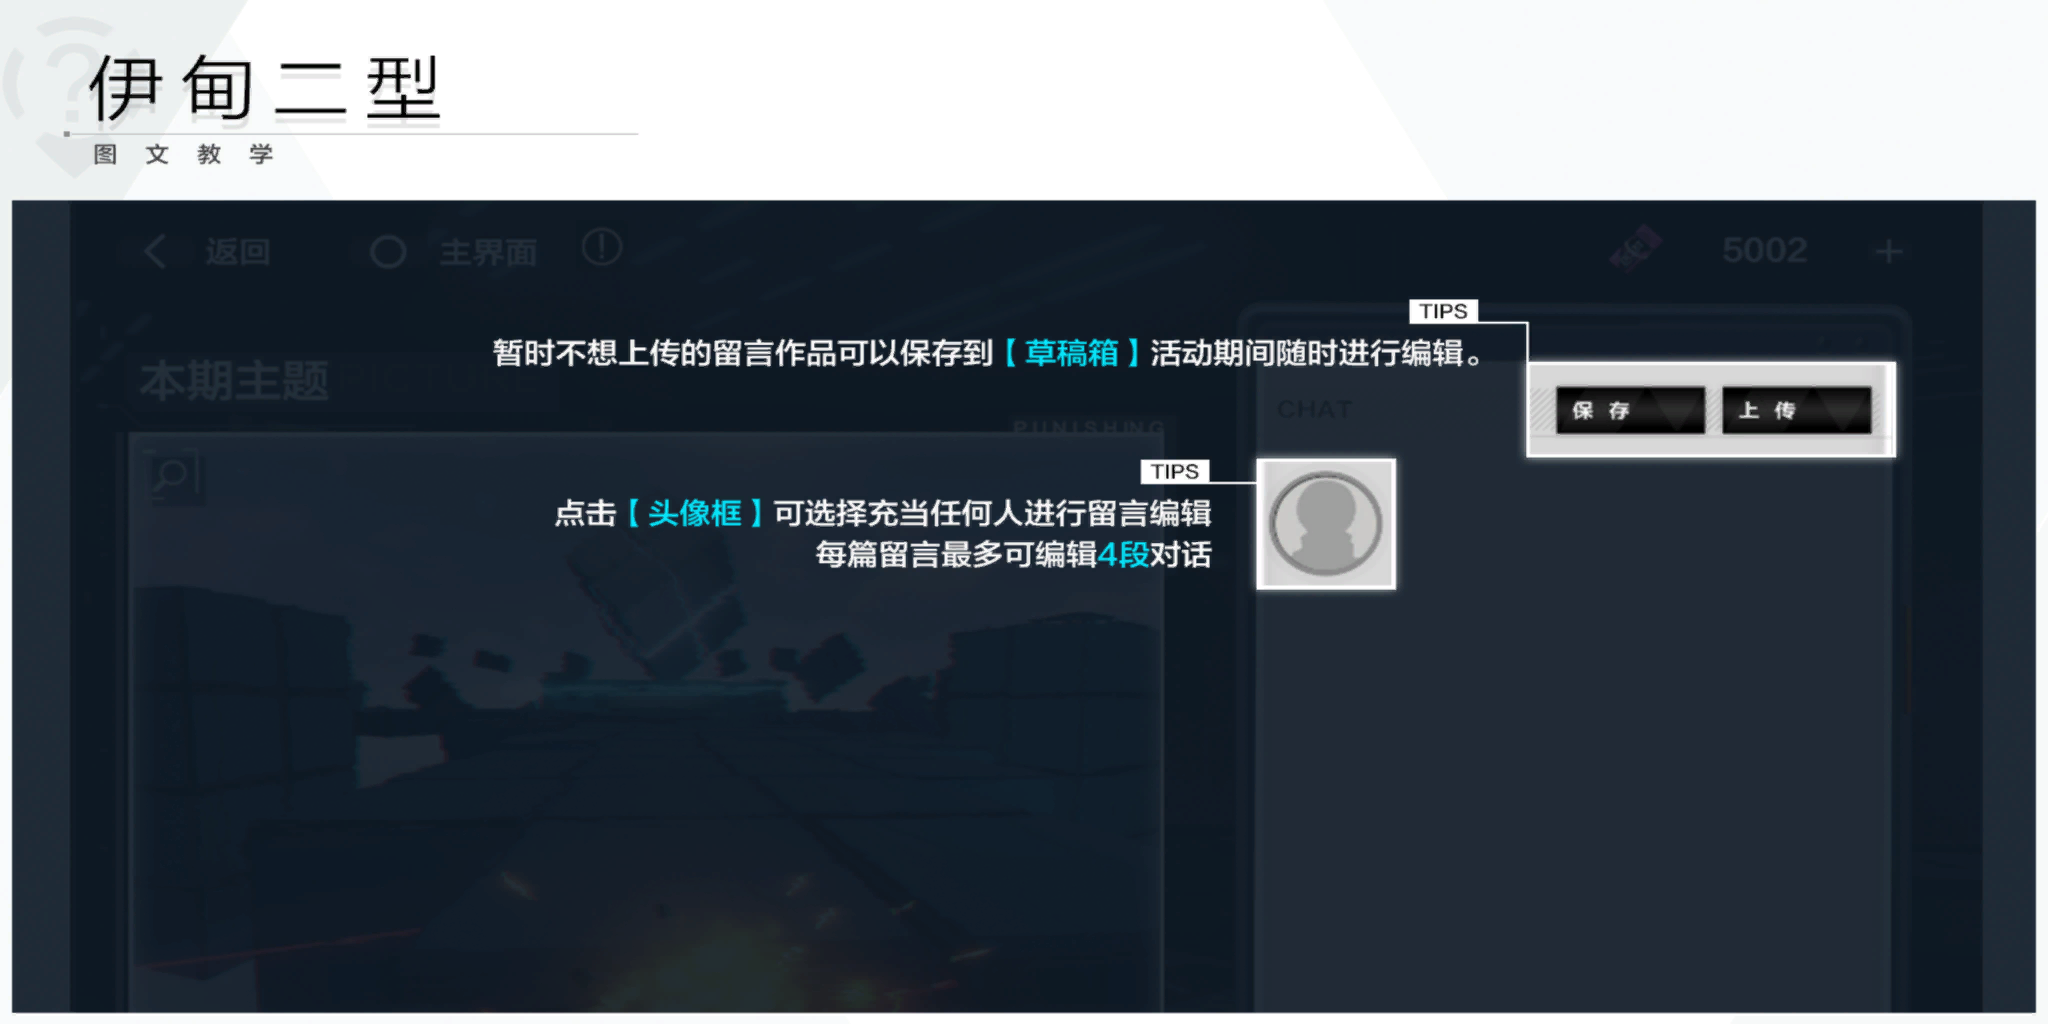 伊甸二型
图文教学
返回
主界面
5002
TIPS
暂时不想上传的留言作品可以保存到【草稿箱】活动期间随时进行编辑。
本期主题
PICTURE
CHAT
保存
上传
PUNISHING
TIPS
点击【头像框】可选择充当任何人进行留言编辑
每篇留言最多可编辑4段对话